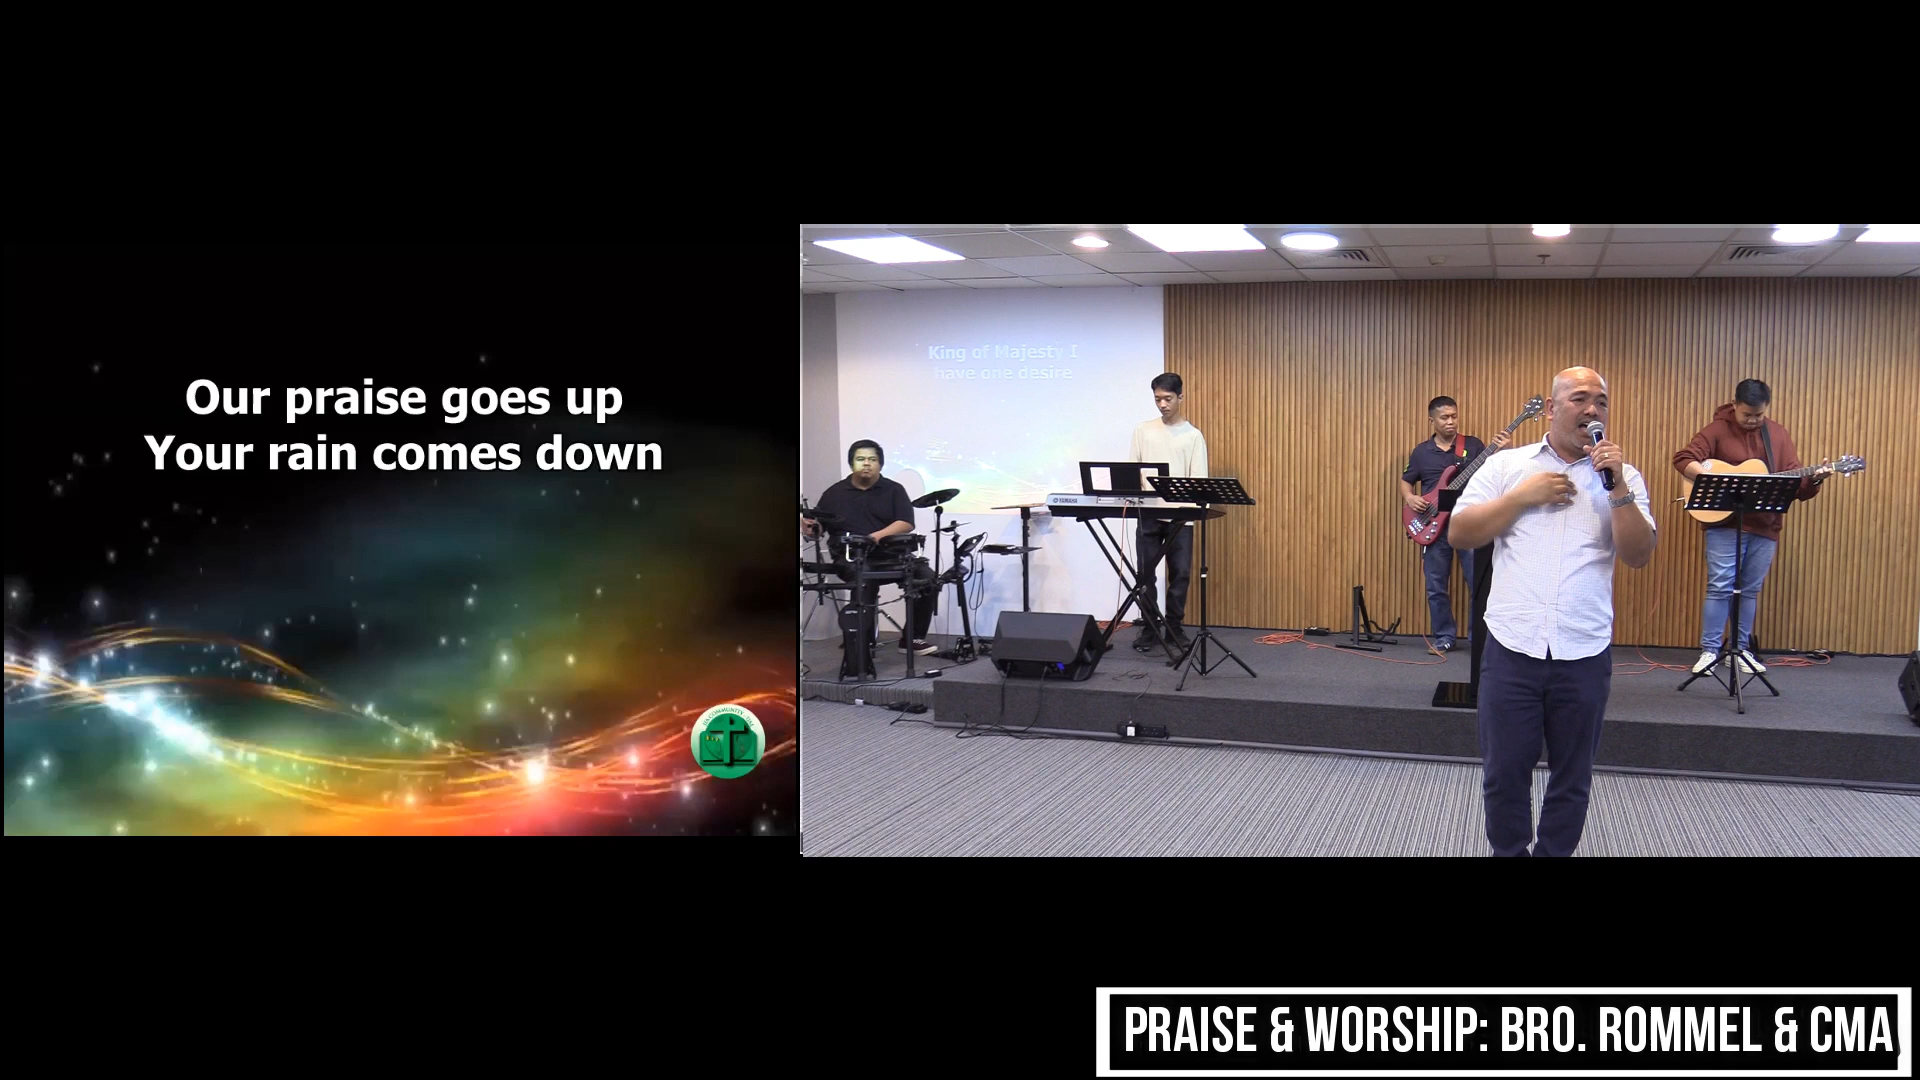 Our praise goes up
Your rain comes down
King of Majesty I
have one desire
YAMAHA
PRAISE & WORSHIP: BRO. ROMMEL & CMA